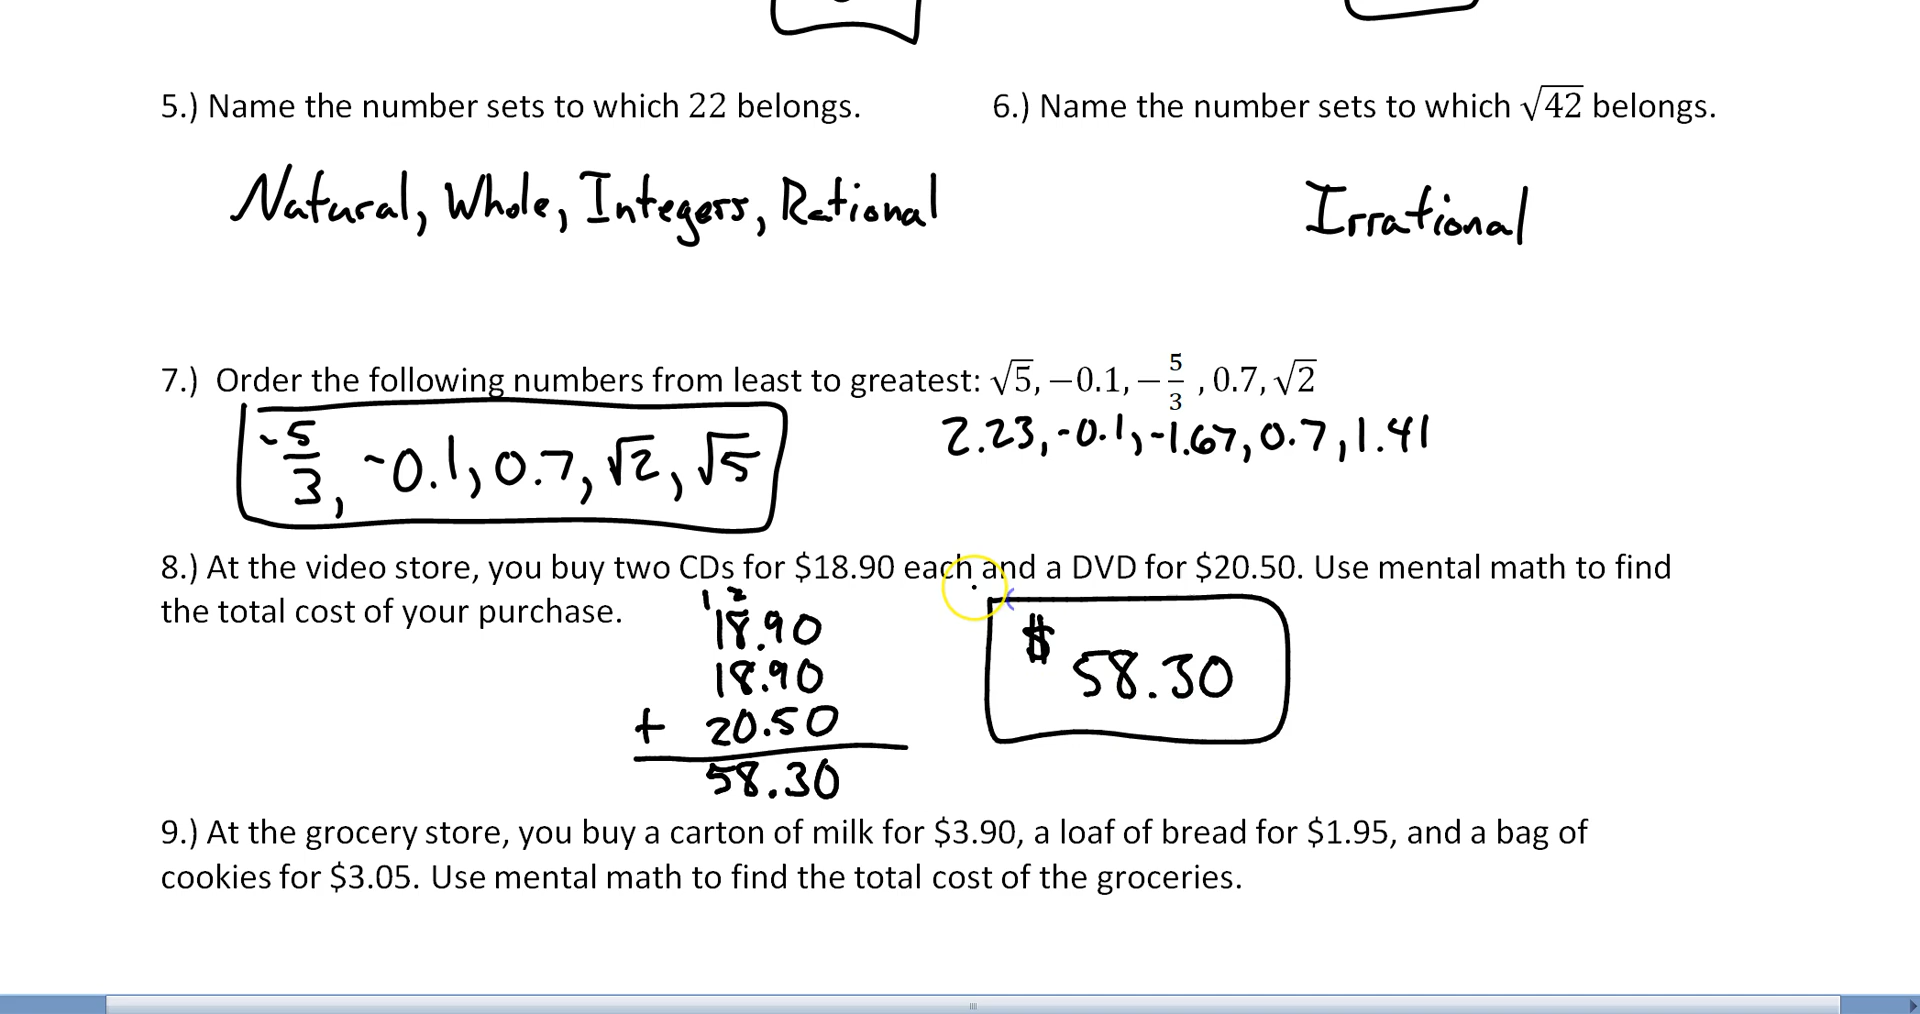 5.) Name the number sets to which 22 belongs.
6.) Name the number sets to which √42 belongs.
Natural, Whole, Integers, Rational
Irrational
7.) Order the following numbers from least to greatest: √5, −0.1, −5/3 , 0.7, √2
2.23, -0.1, -1.67, 0.7, 1.41
-5/3, -0.1, 0.7, √2, √5
8.) At the video store, you buy two CDs for $18.90 each and a DVD for $20.50. Use mental math to find
the total cost of your purchase.
1 2
18.90
18.90
+ 20.50
58.30
$ 58.30
9.) At the grocery store, you buy a carton of milk for $3.90, a loaf of bread for $1.95, and a bag of
cookies for $3.05. Use mental math to find the total cost of the groceries.